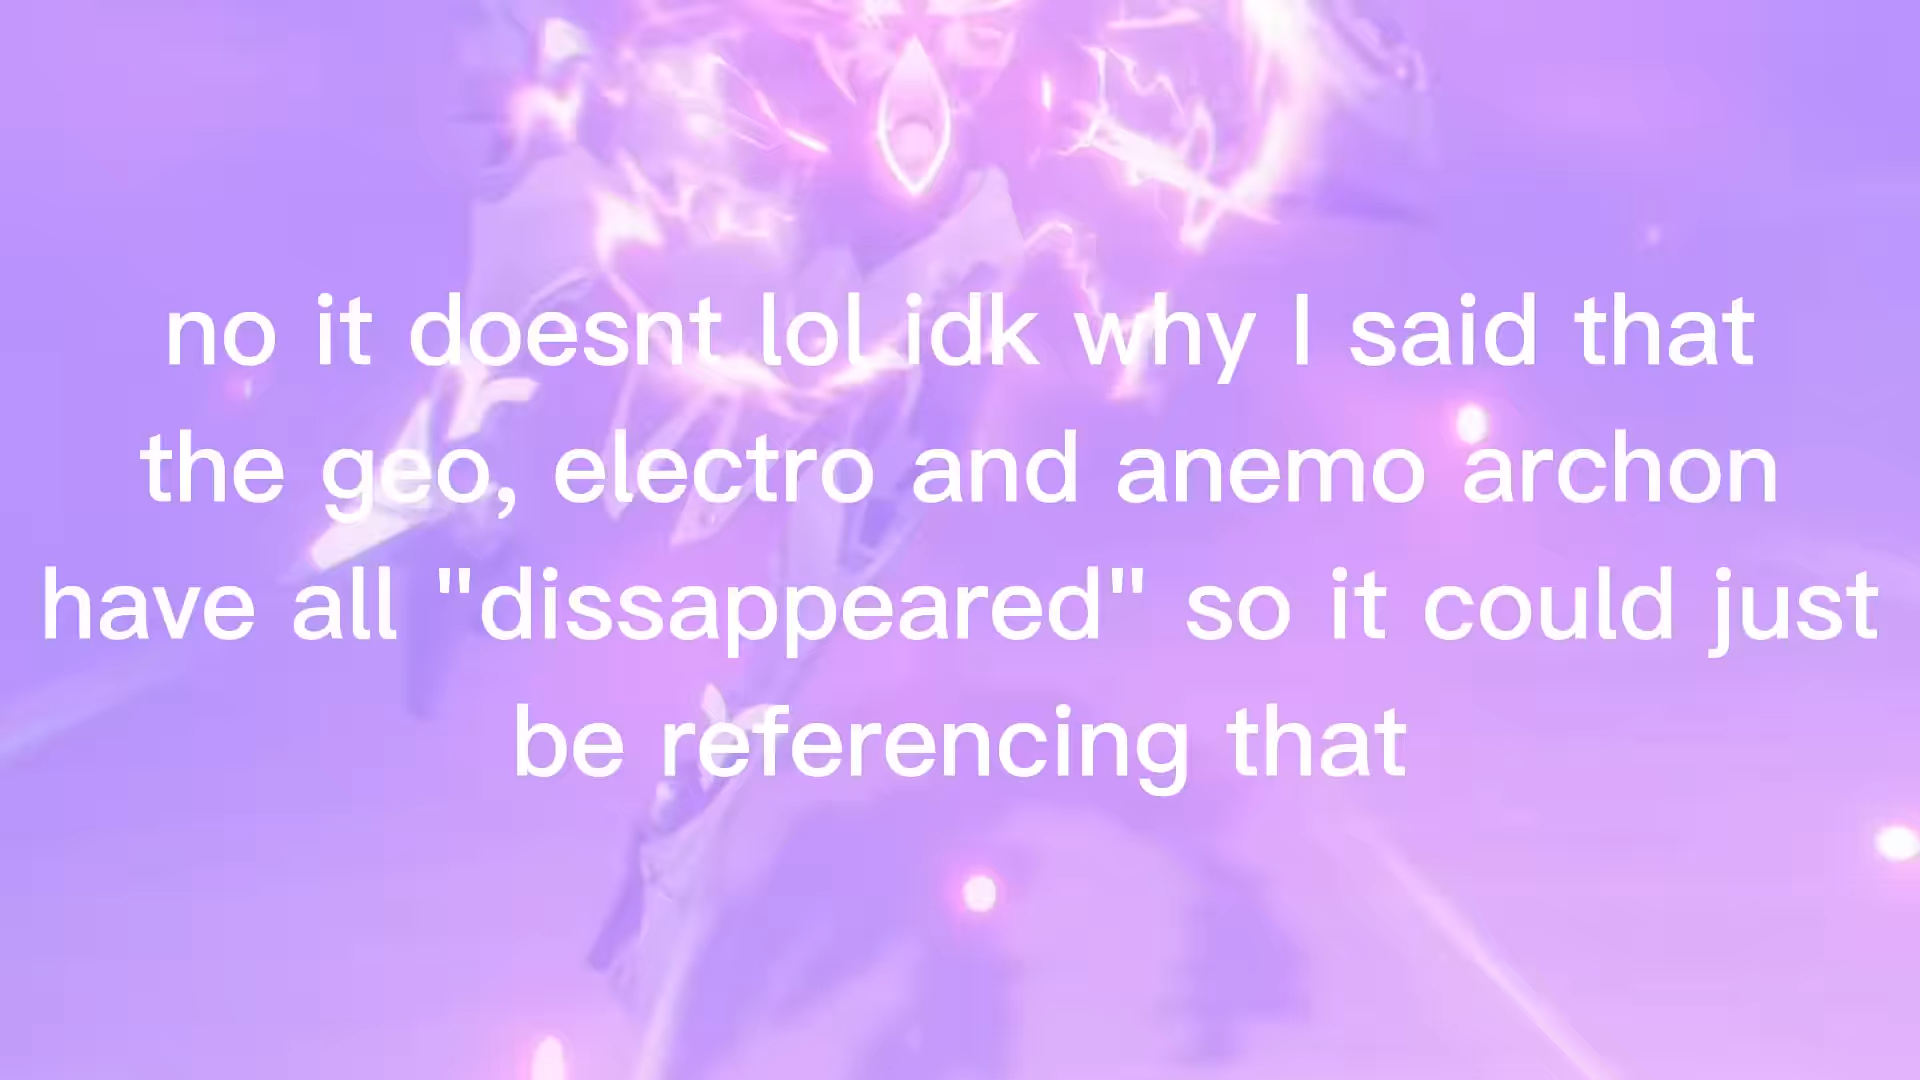 no it doesnt lol idk why I said that
the geo, electro and anemo archon
have all "dissappeared" so it could just
be referencing that